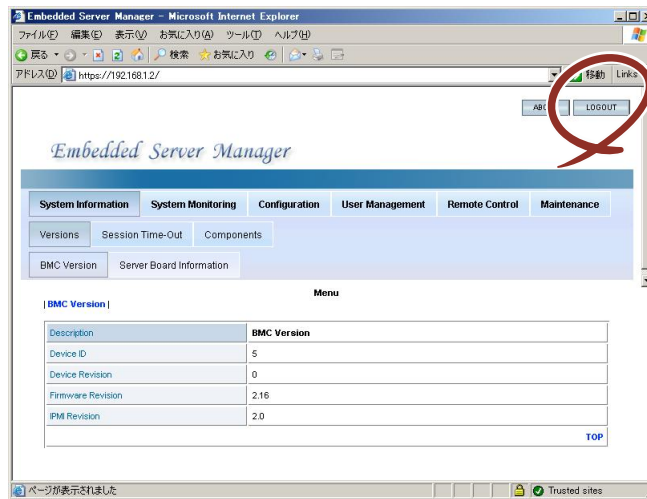 Embedded Server Manager - Microsoft Internet Explorer
ファイル(F) 編集(E) 表示(V) お気に入り(A) ツール(T) ヘルプ(H)
戻る 検索 お気に入り
アドレス(D) https://192.168.1.2/ 移動 Links
LOGOUT
Embedded Server Manager
System Information System Monitoring Configuration User Management Remote Control Maintenance
Versions Session Time-Out Components
BMC Version Server Board Information
Menu
| BMC Version |
Description BMC Version
Device ID 5
Device Revision 0
Firmware Revision 2.16
IPMI Revision 2.0
TOP
ページが表示されました Trusted sites